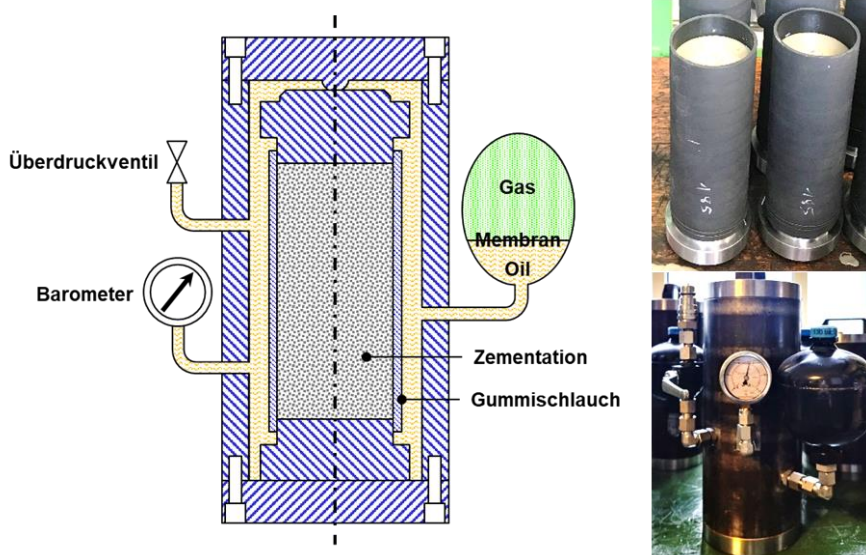 Überdruckventil
Barometer
Gas
Membran
Oil
Zementation
Gummischlauch